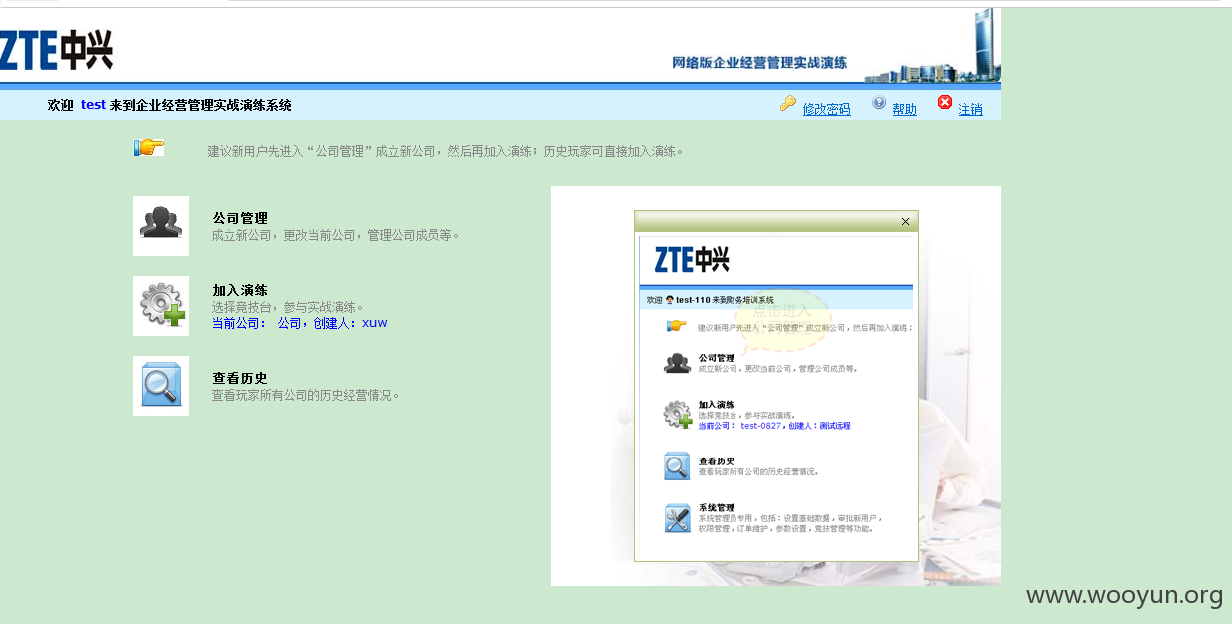 ZTE中兴
网络版企业经营管理实战演练
欢迎 test 来到企业经营管理实战演练系统
修改密码 帮助 注销
建议新用户先进入“公司管理”成立新公司，然后再加入演练；历史玩家可直接加入演练。
公司管理
成立新公司，更改当前公司，管理公司成员等。
加入演练
选择竞技台，参与实战演练。
当前公司： 公司，创建人：xuw
查看历史
查看玩家所有公司的历史经营情况。
ZTE中兴
欢迎 test-110 来到财务培训系统
点击进入
建议新用户先进入“公司管理”成立新公司，然后再加入演练；
公司管理
成立新公司，更改当前公司，管理公司成员等。
加入演练
选择竞技台，参与实战演练。
当前公司： test-0827，创建人：测试远程
查看历史
查看玩家所有公司的历史经营情况。
系统管理
系统管理员专用，包括：设置基础数据，审批新用户，
权限管理，订单维护，参数设置，竞技管理等功能。
www.wooyun.org